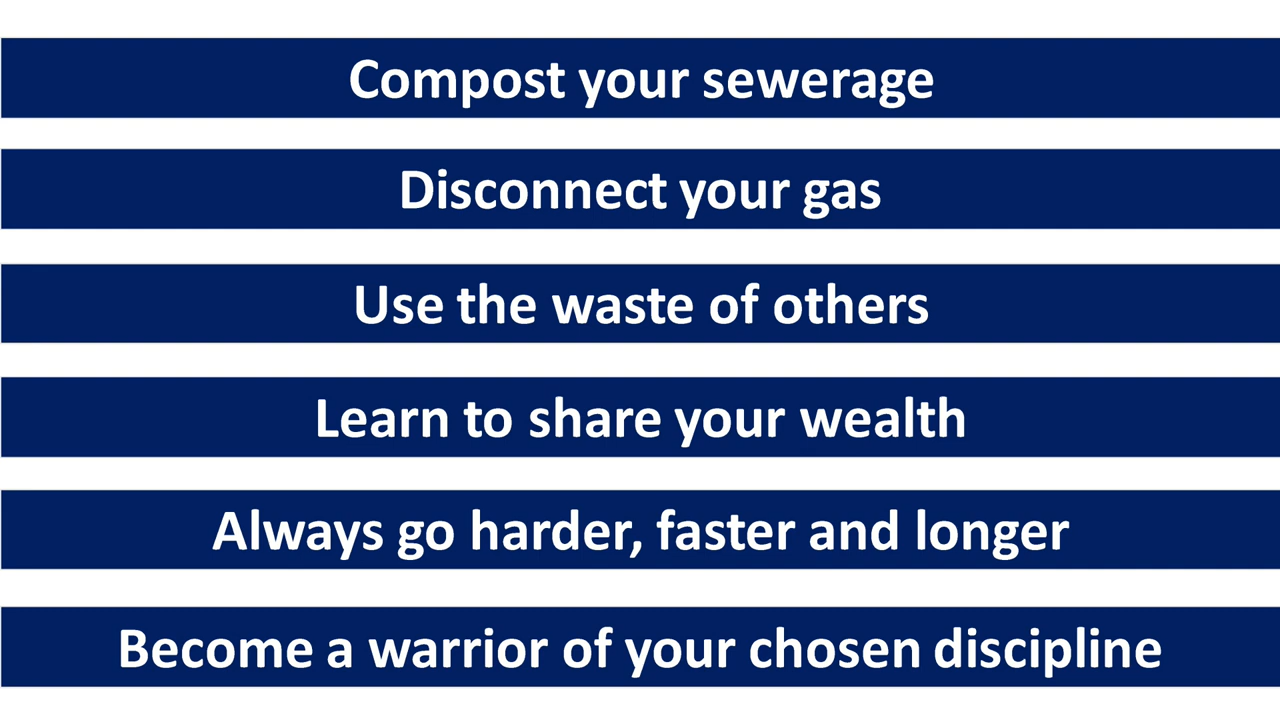 Compost your sewerage
Disconnect your gas
Use the waste of others
Learn to share your wealth
Always go harder, faster and longer
Become a warrior of your chosen discipline